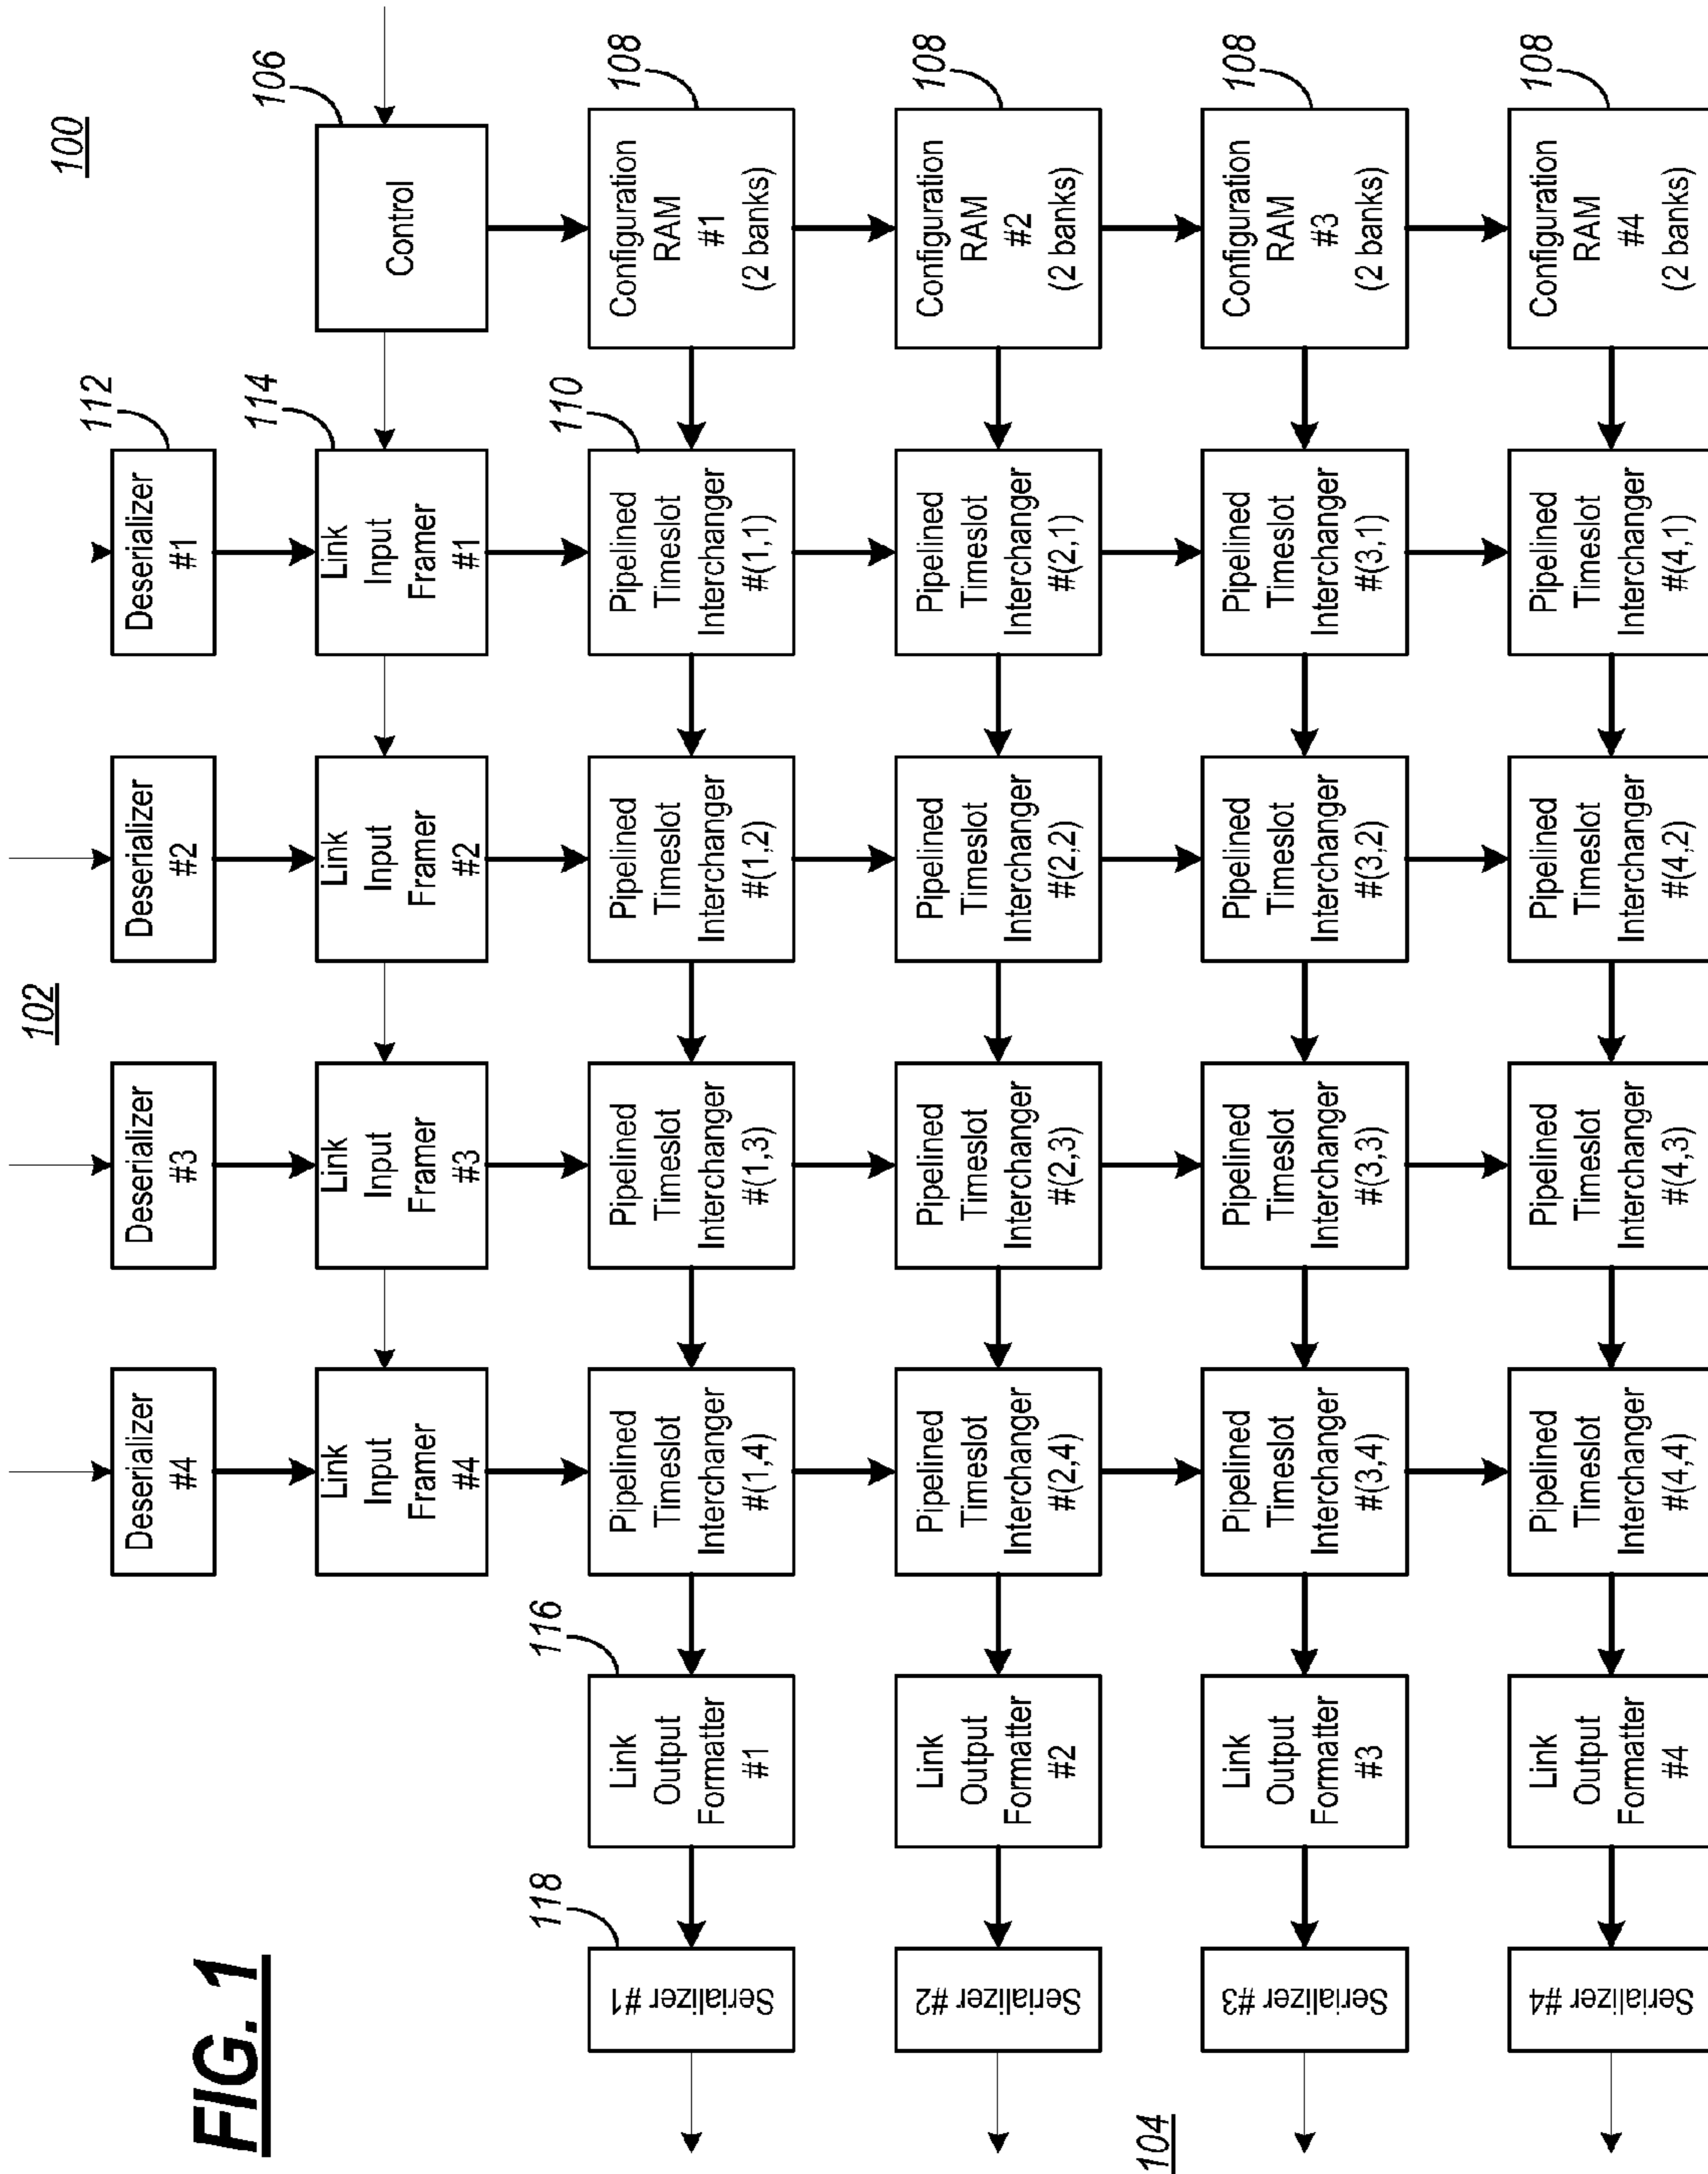 102
100
112
Deserializer
#4
Deserializer
#3
Deserializer
#2
Deserializer
#1
FIG. 1
114
106
Link
Input
Framer
#4
Link
Input
Framer
#3
Link
Input
Framer
#2
Link
Input
Framer
#1
Control
118
116
110
108
Serializer #1
Link
Output
Formatter
#1
Pipelined
Timeslot
Interchanger
#(1,4)
Pipelined
Timeslot
Interchanger
#(1,3)
Pipelined
Timeslot
Interchanger
#(1,2)
Pipelined
Timeslot
Interchanger
#(1,1)
Configuration
RAM
#1
(2 banks)
108
Serializer #2
Link
Output
Formatter
#2
Pipelined
Timeslot
Interchanger
#(2,4)
Pipelined
Timeslot
Interchanger
#(2,3)
Pipelined
Timeslot
Interchanger
#(2,2)
Pipelined
Timeslot
Interchanger
#(2,1)
Configuration
RAM
#2
(2 banks)
104
108
Serializer #3
Link
Output
Formatter
#3
Pipelined
Timeslot
Interchanger
#(3,4)
Pipelined
Timeslot
Interchanger
#(3,3)
Pipelined
Timeslot
Interchanger
#(3,2)
Pipelined
Timeslot
Interchanger
#(3,1)
Configuration
RAM
#3
(2 banks)
108
Serializer #4
Link
Output
Formatter
#4
Pipelined
Timeslot
Interchanger
#(4,4)
Pipelined
Timeslot
Interchanger
#(4,3)
Pipelined
Timeslot
Interchanger
#(4,2)
Pipelined
Timeslot
Interchanger
#(4,1)
Configuration
RAM
#4
(2 banks)